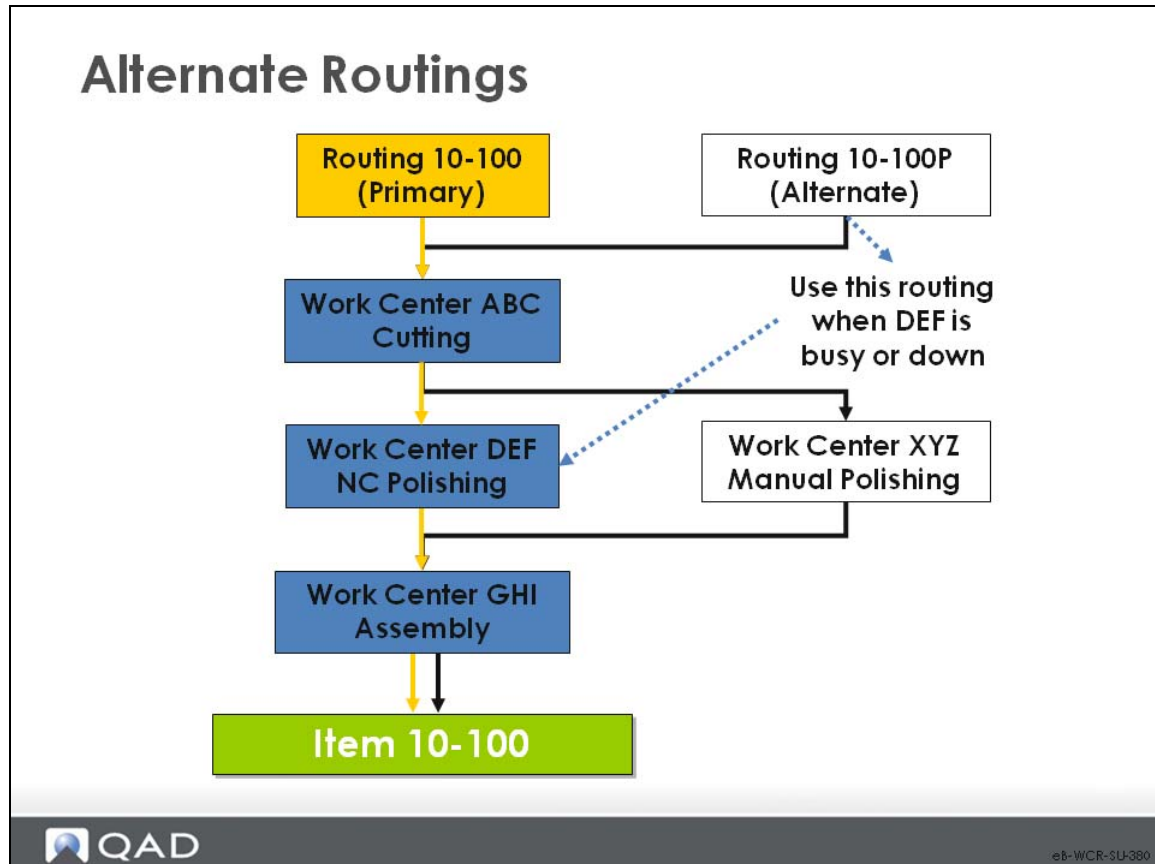 Alternate Routings
Routing 10-100
(Primary)
Routing 10-100P
(Alternate)
Work Center ABC
Cutting
Use this routing
when DEF is
busy or down
Work Center DEF
NC Polishing
Work Center XYZ
Manual Polishing
Work Center GHI
Assembly
Item 10-100
QAD
eB-WCR-SU-380